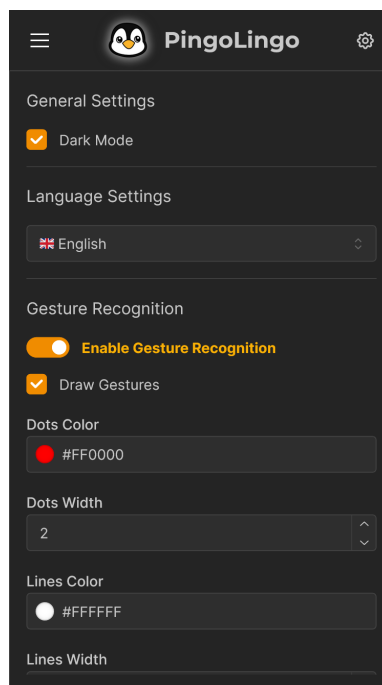 PingoLingo
General Settings
Dark Mode
Language Settings
🇬🇧 English
Gesture Recognition
Enable Gesture Recognition
Draw Gestures
Dots Color
#FF0000
Dots Width
2
Lines Color
#FFFFFF
Lines Width